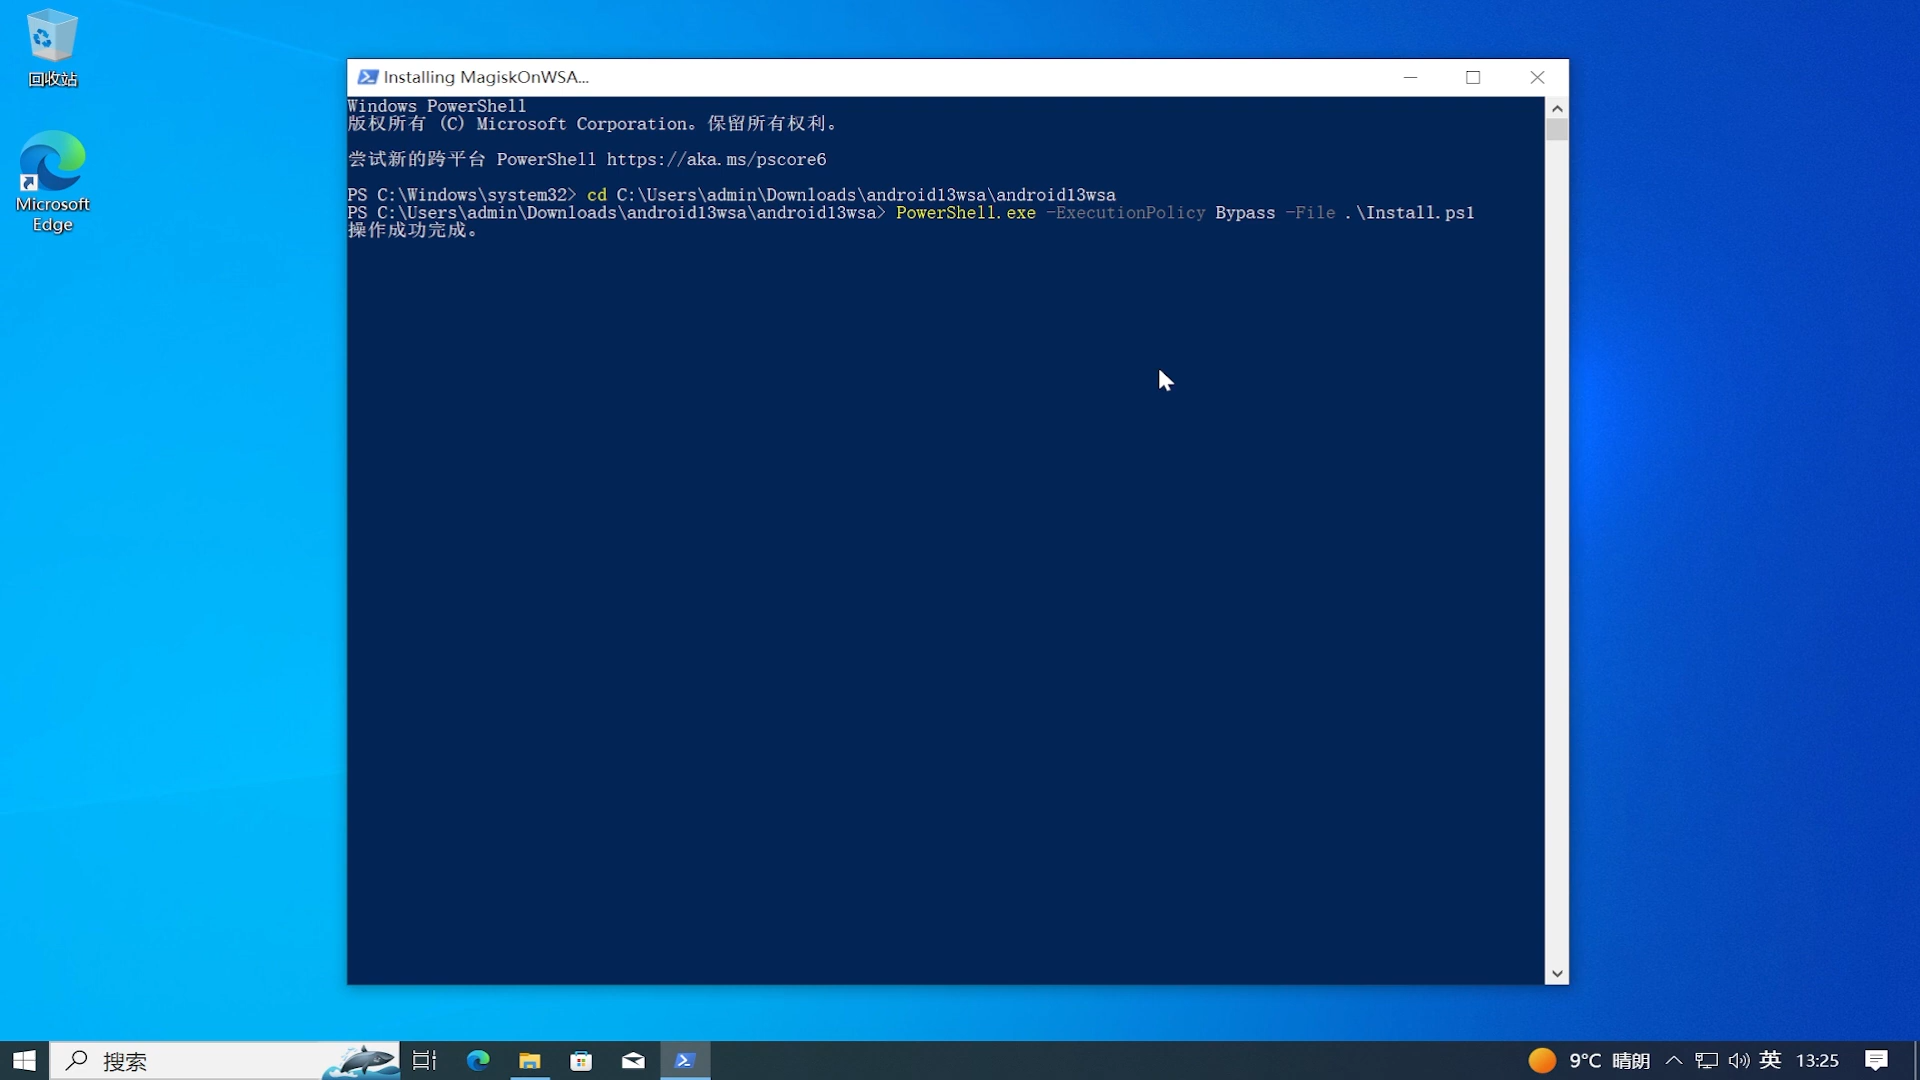 回收站
Microsoft
Edge
Installing MagiskOnWSA...
Windows PowerShell
版权所有 (C) Microsoft Corporation。保留所有权利。
尝试新的跨平台 PowerShell https://aka.ms/pscore6
PS C:\Windows\system32> cd C:\Users\admin\Downloads\android13wsa\android13wsa
PS C:\Users\admin\Downloads\android13wsa\android13wsa> PowerShell.exe -ExecutionPolicy Bypass -File .\Install.ps1
操作成功完成。
搜索
9°C 晴朗
英
13:25